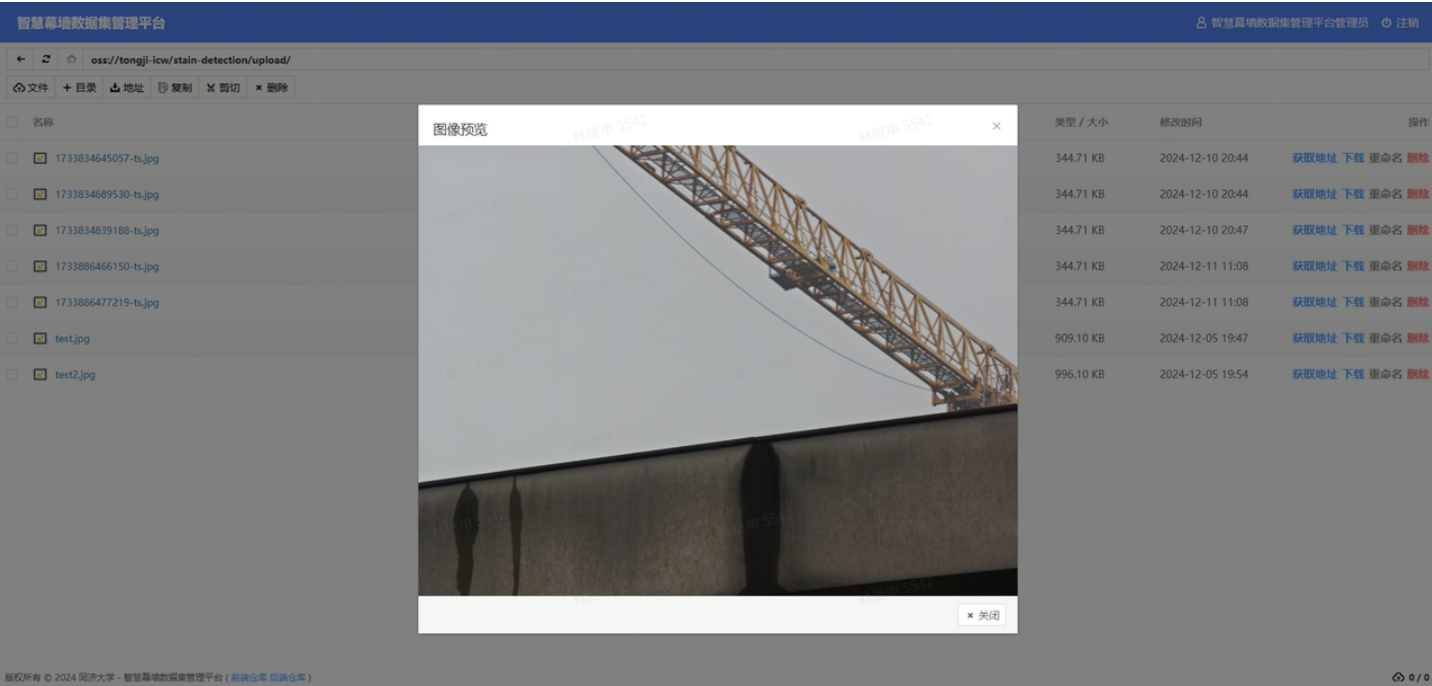 智慧幕墙数据集管理平台 智慧幕墙数据集管理平台管理员 注销
oss://tongji-icw/stain-detection/upload/
文件 目录 地址 复制 剪切 删除
名称 类型 / 大小 修改时间 操作
1733834645057-ts.jpg 344.71 KB 2024-12-10 20:44 获取地址 下载 重命名 删除
1733834689530-ts.jpg 344.71 KB 2024-12-10 20:44 获取地址 下载 重命名 删除
1733834839188-ts.jpg 344.71 KB 2024-12-10 20:47 获取地址 下载 重命名 删除
1733886466150-ts.jpg 344.71 KB 2024-12-11 11:08 获取地址 下载 重命名 删除
1733886477219-ts.jpg 344.71 KB 2024-12-11 11:08 获取地址 下载 重命名 删除
test.jpg 909.10 KB 2024-12-05 19:47 获取地址 下载 重命名 删除
test2.jpg 996.10 KB 2024-12-05 19:54 获取地址 下载 重命名 删除
图像预览
林继申 5542
林继申 5542
关闭
版权所有 © 2024 同济大学 - 智慧幕墙数据集管理平台 ( 前端仓库 后端仓库 ) 0 / 0